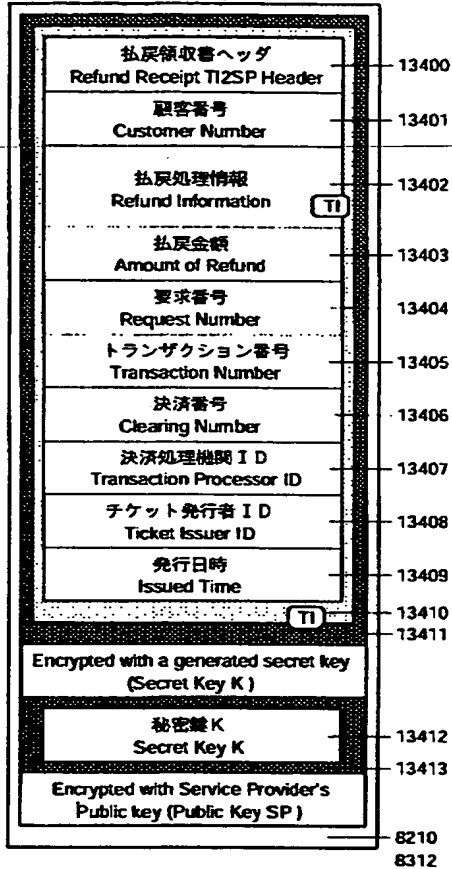 払戻領収書ヘッダ
Refund Receipt TI2SP Header
13400
顧客番号
Customer Number
13401
払戻処理情報
Refund Information
TI
13402
払戻金額
Amount of Refund
13403
要求番号
Request Number
13404
トランザクション番号
Transaction Number
13405
決済番号
Clearing Number
13406
決済処理機関ID
Transaction Processor ID
13407
チケット発行者ID
Ticket Issuer ID
13408
発行日時
Issued Time
13409
TI
13410
13411
Encrypted with a generated secret key
(Secret Key K )
秘密鍵K
Secret Key K
13412
13413
Encrypted with Service Provider's
Public key (Public Key SP )
8210
8312